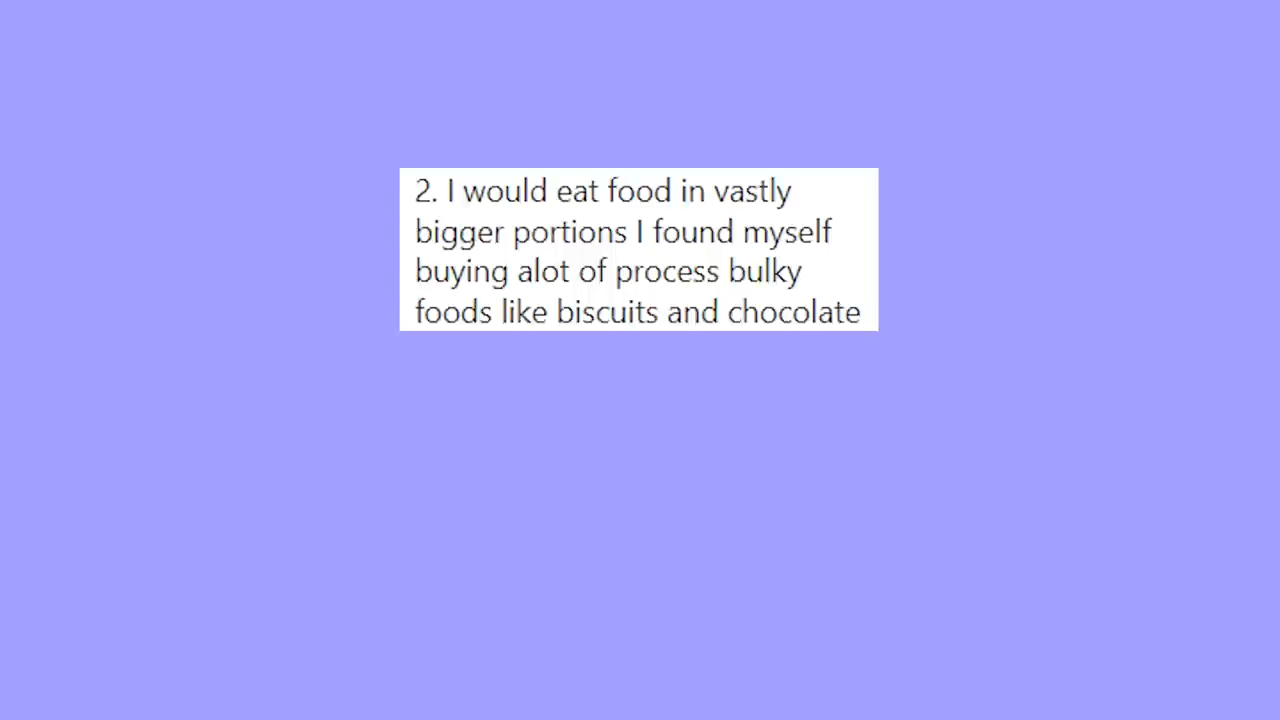 2. I would eat food in vastly
bigger portions I found myself
buying alot of process bulky
foods like biscuits and chocolate